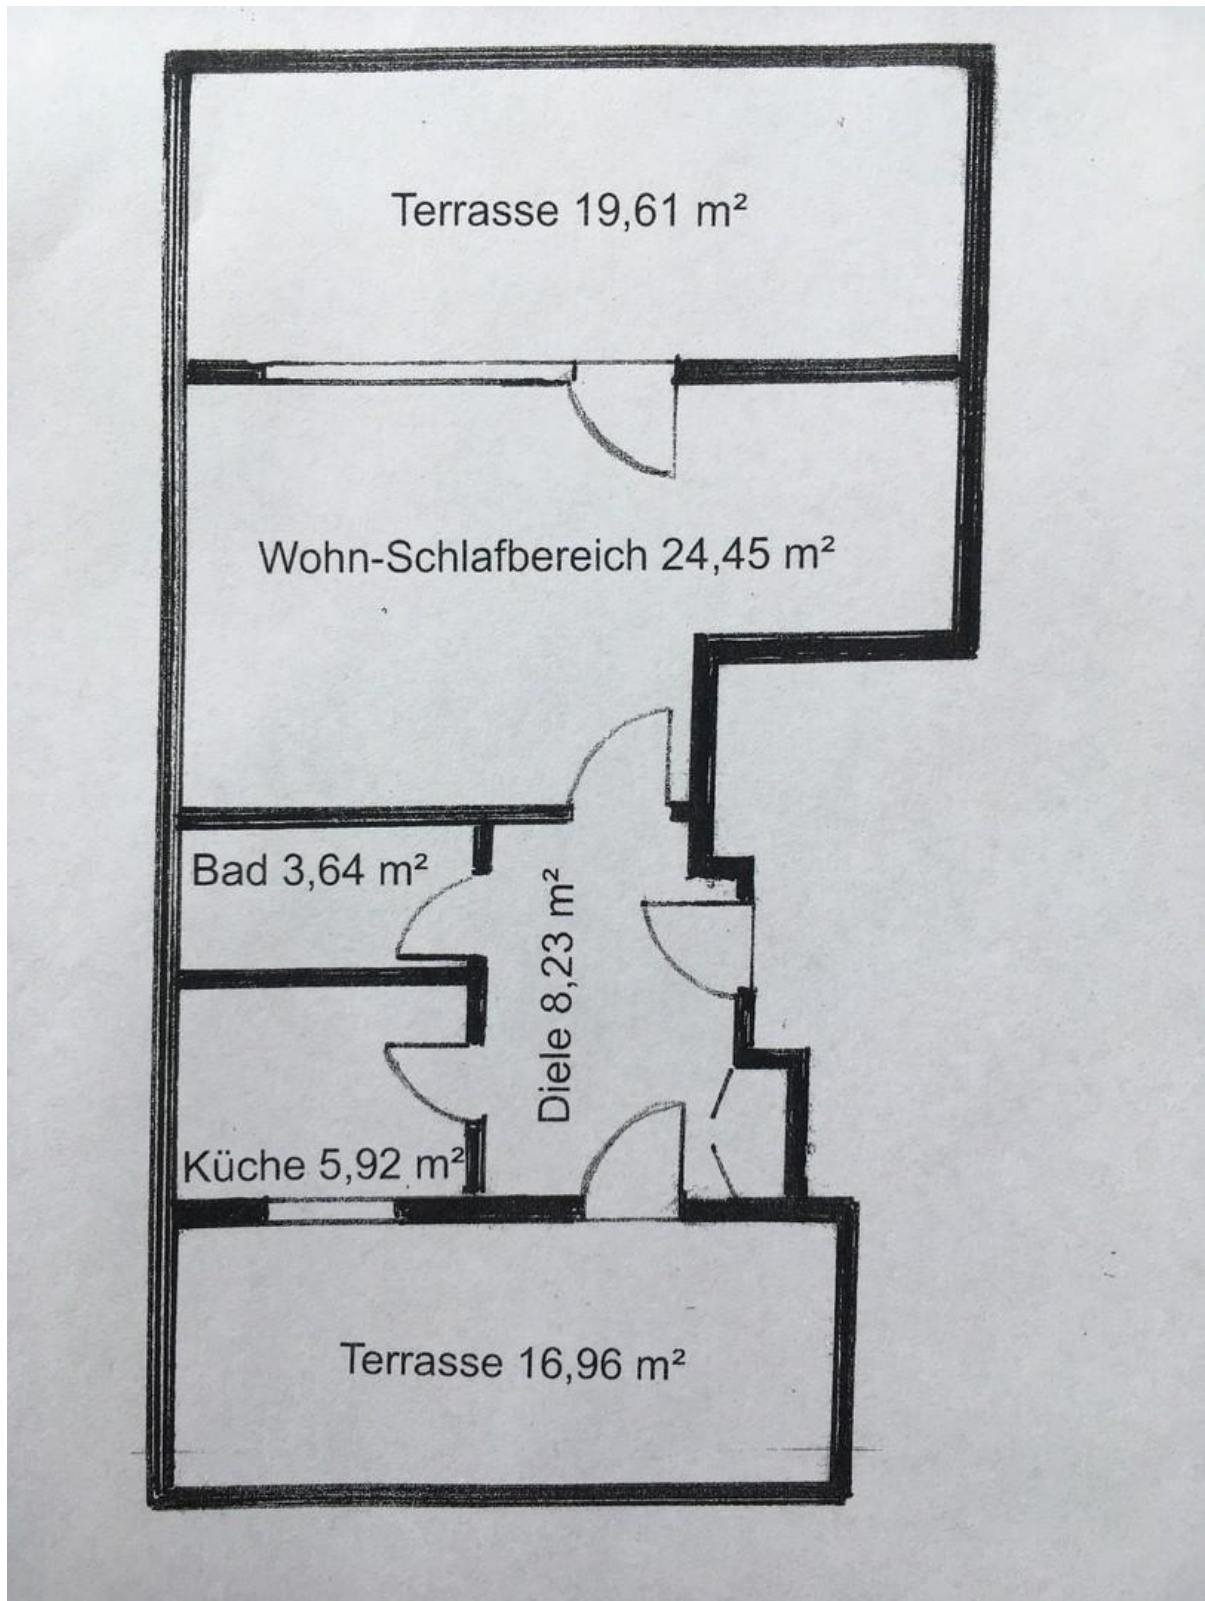 Terrasse 19,61 m²
Wohn-Schlafbereich 24,45 m²
Bad 3,64 m²
Diele 8,23 m²
Küche 5,92 m²
Terrasse 16,96 m²